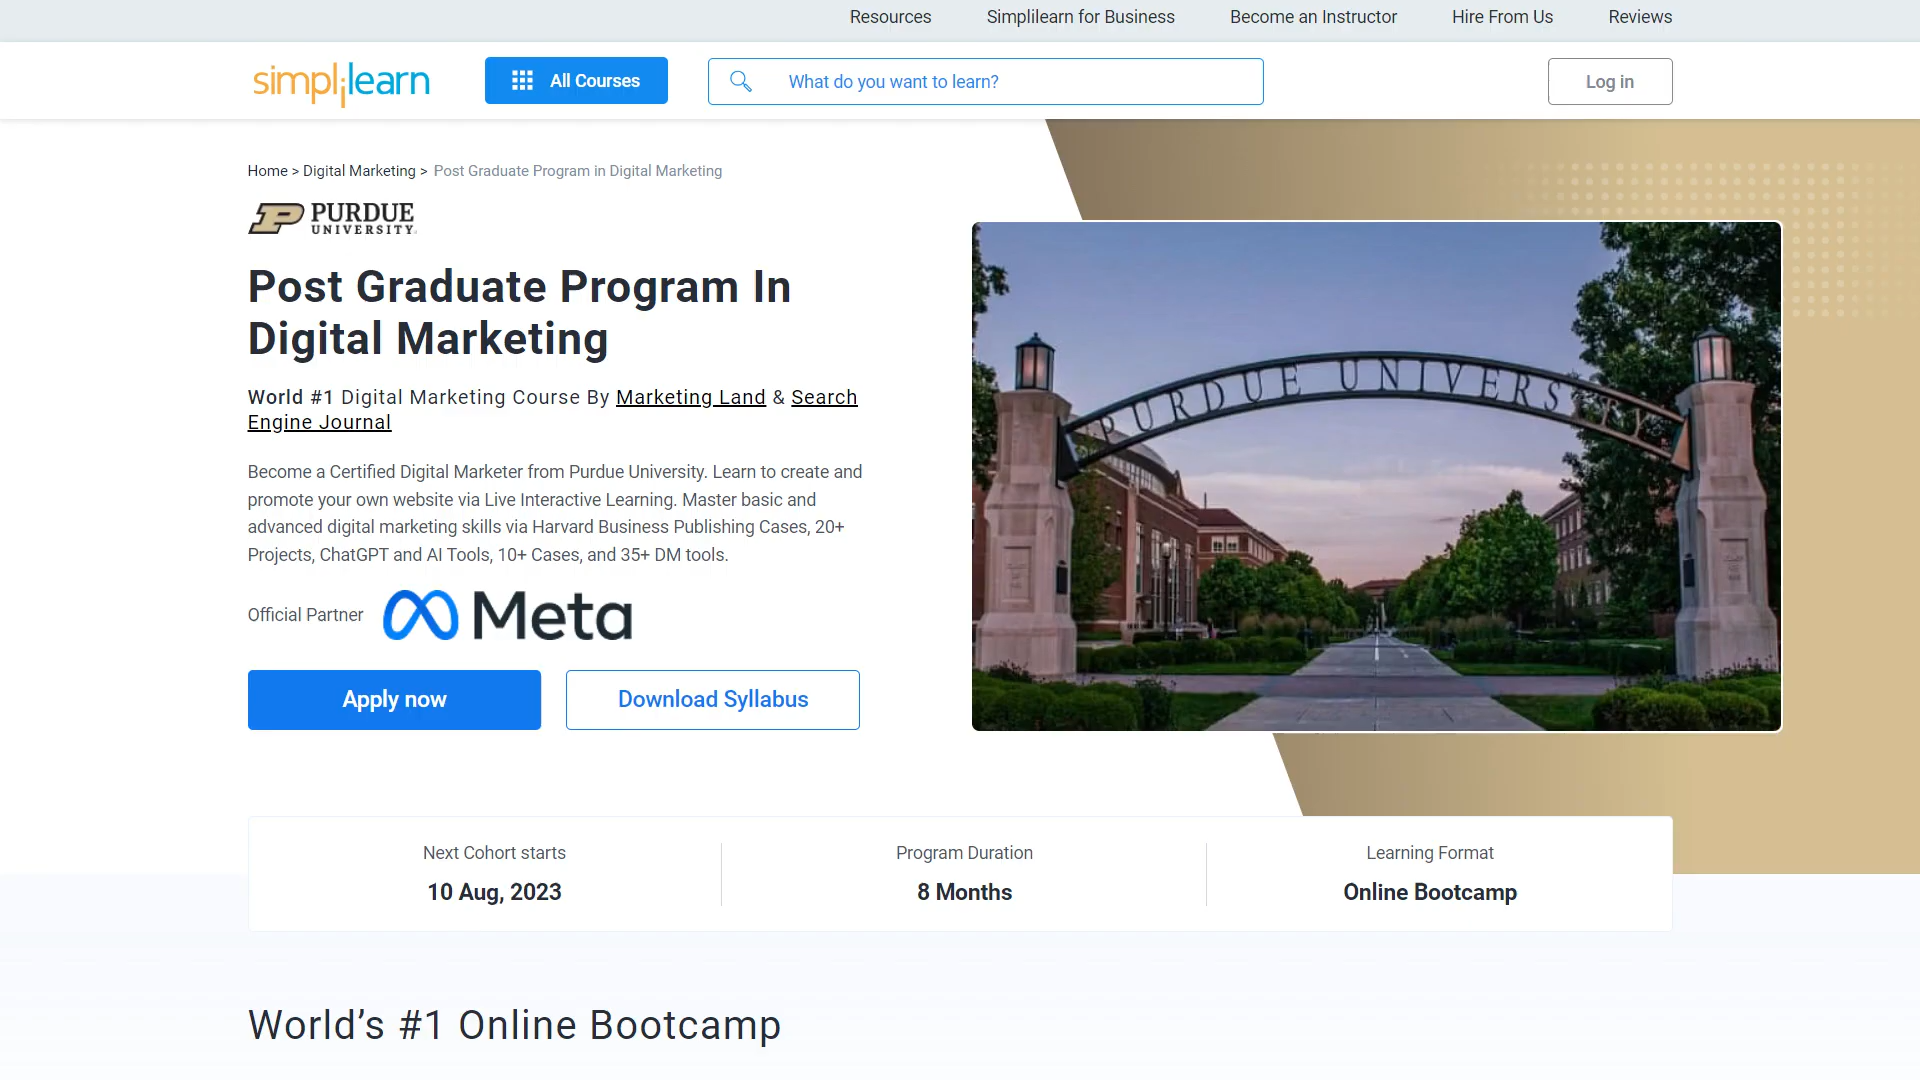 Resources Simplilearn for Business Become an Instructor Hire From Us Reviews
simplilearn All Courses What do you want to learn? Log in
Home > Digital Marketing > Post Graduate Program in Digital Marketing
PURDUE
UNIVERSITY
Post Graduate Program In
Digital Marketing
World #1 Digital Marketing Course By Marketing Land & Search
Engine Journal
Become a Certified Digital Marketer from Purdue University. Learn to create and
promote your own website via Live Interactive Learning. Master basic and
advanced digital marketing skills via Harvard Business Publishing Cases, 20+
Projects, ChatGPT and AI Tools, 10+ Cases, and 35+ DM tools.
Official Partner Meta
Apply now Download Syllabus
PURDUE UNIVERSITY
Next Cohort starts Program Duration Learning Format
10 Aug, 2023 8 Months Online Bootcamp
World’s #1 Online Bootcamp